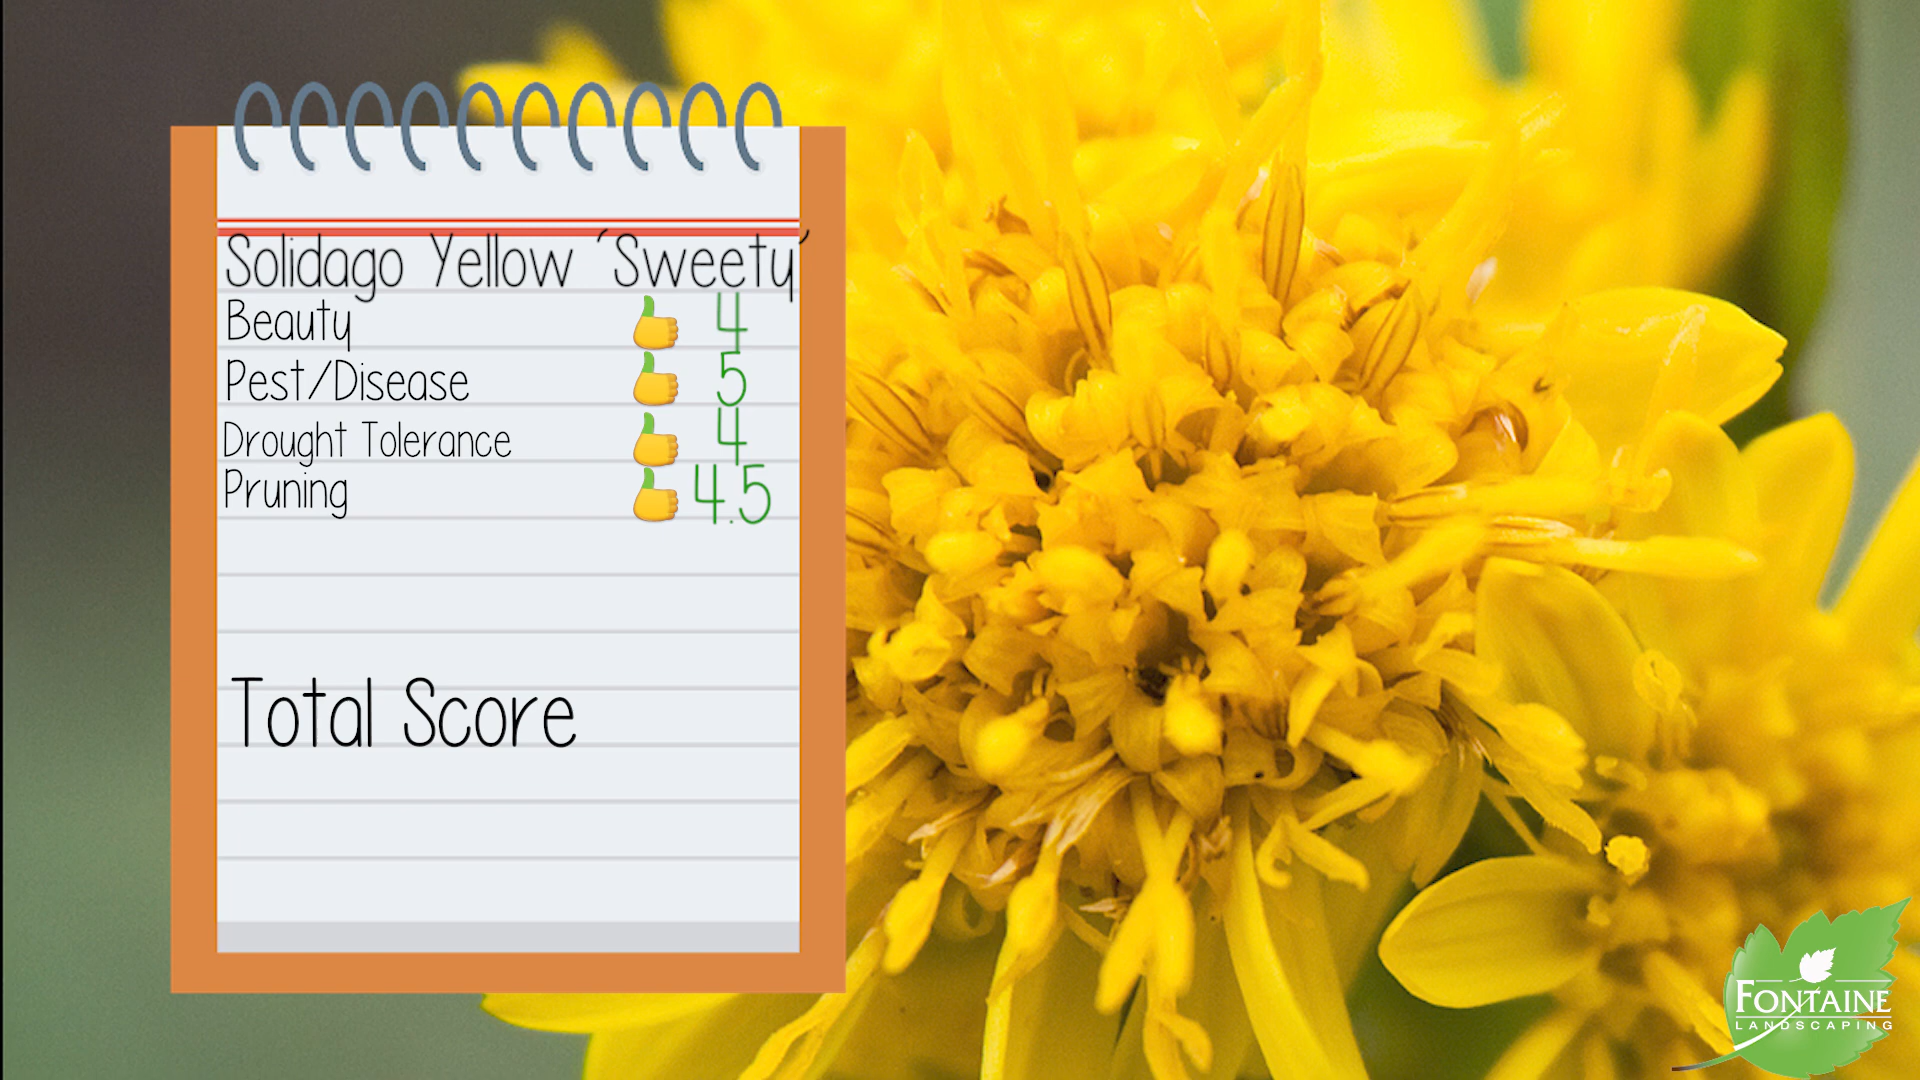 Solidago Yellow 'Sweety'
Beauty 4
Pest/Disease 5
Drought Tolerance 4
Pruning 4.5
Total Score
FONTAINE
LANDSCAPING